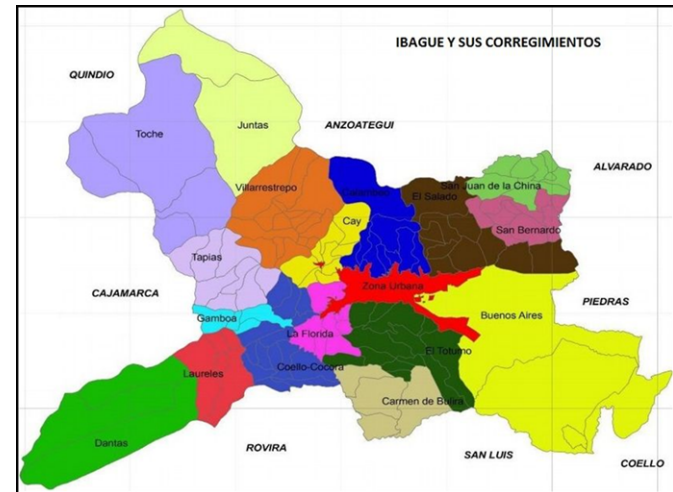 IBAGUE Y SUS CORREGIMIENTOS
QUINDIO
Juntas
ANZOATEGUI
Toche
ALVARADO
Villarrestrepo
San Juan de la China
El Salado
Cay
San Bernardo
Tapias
Zona Urbana
CAJAMARCA
PIEDRAS
Gamboa
Buenos Aires
La Florida
El Totumo
Laureles
Coello-Cocora
Carmen de Bulira
Dantas
ROVIRA
SAN LUIS
COELLO